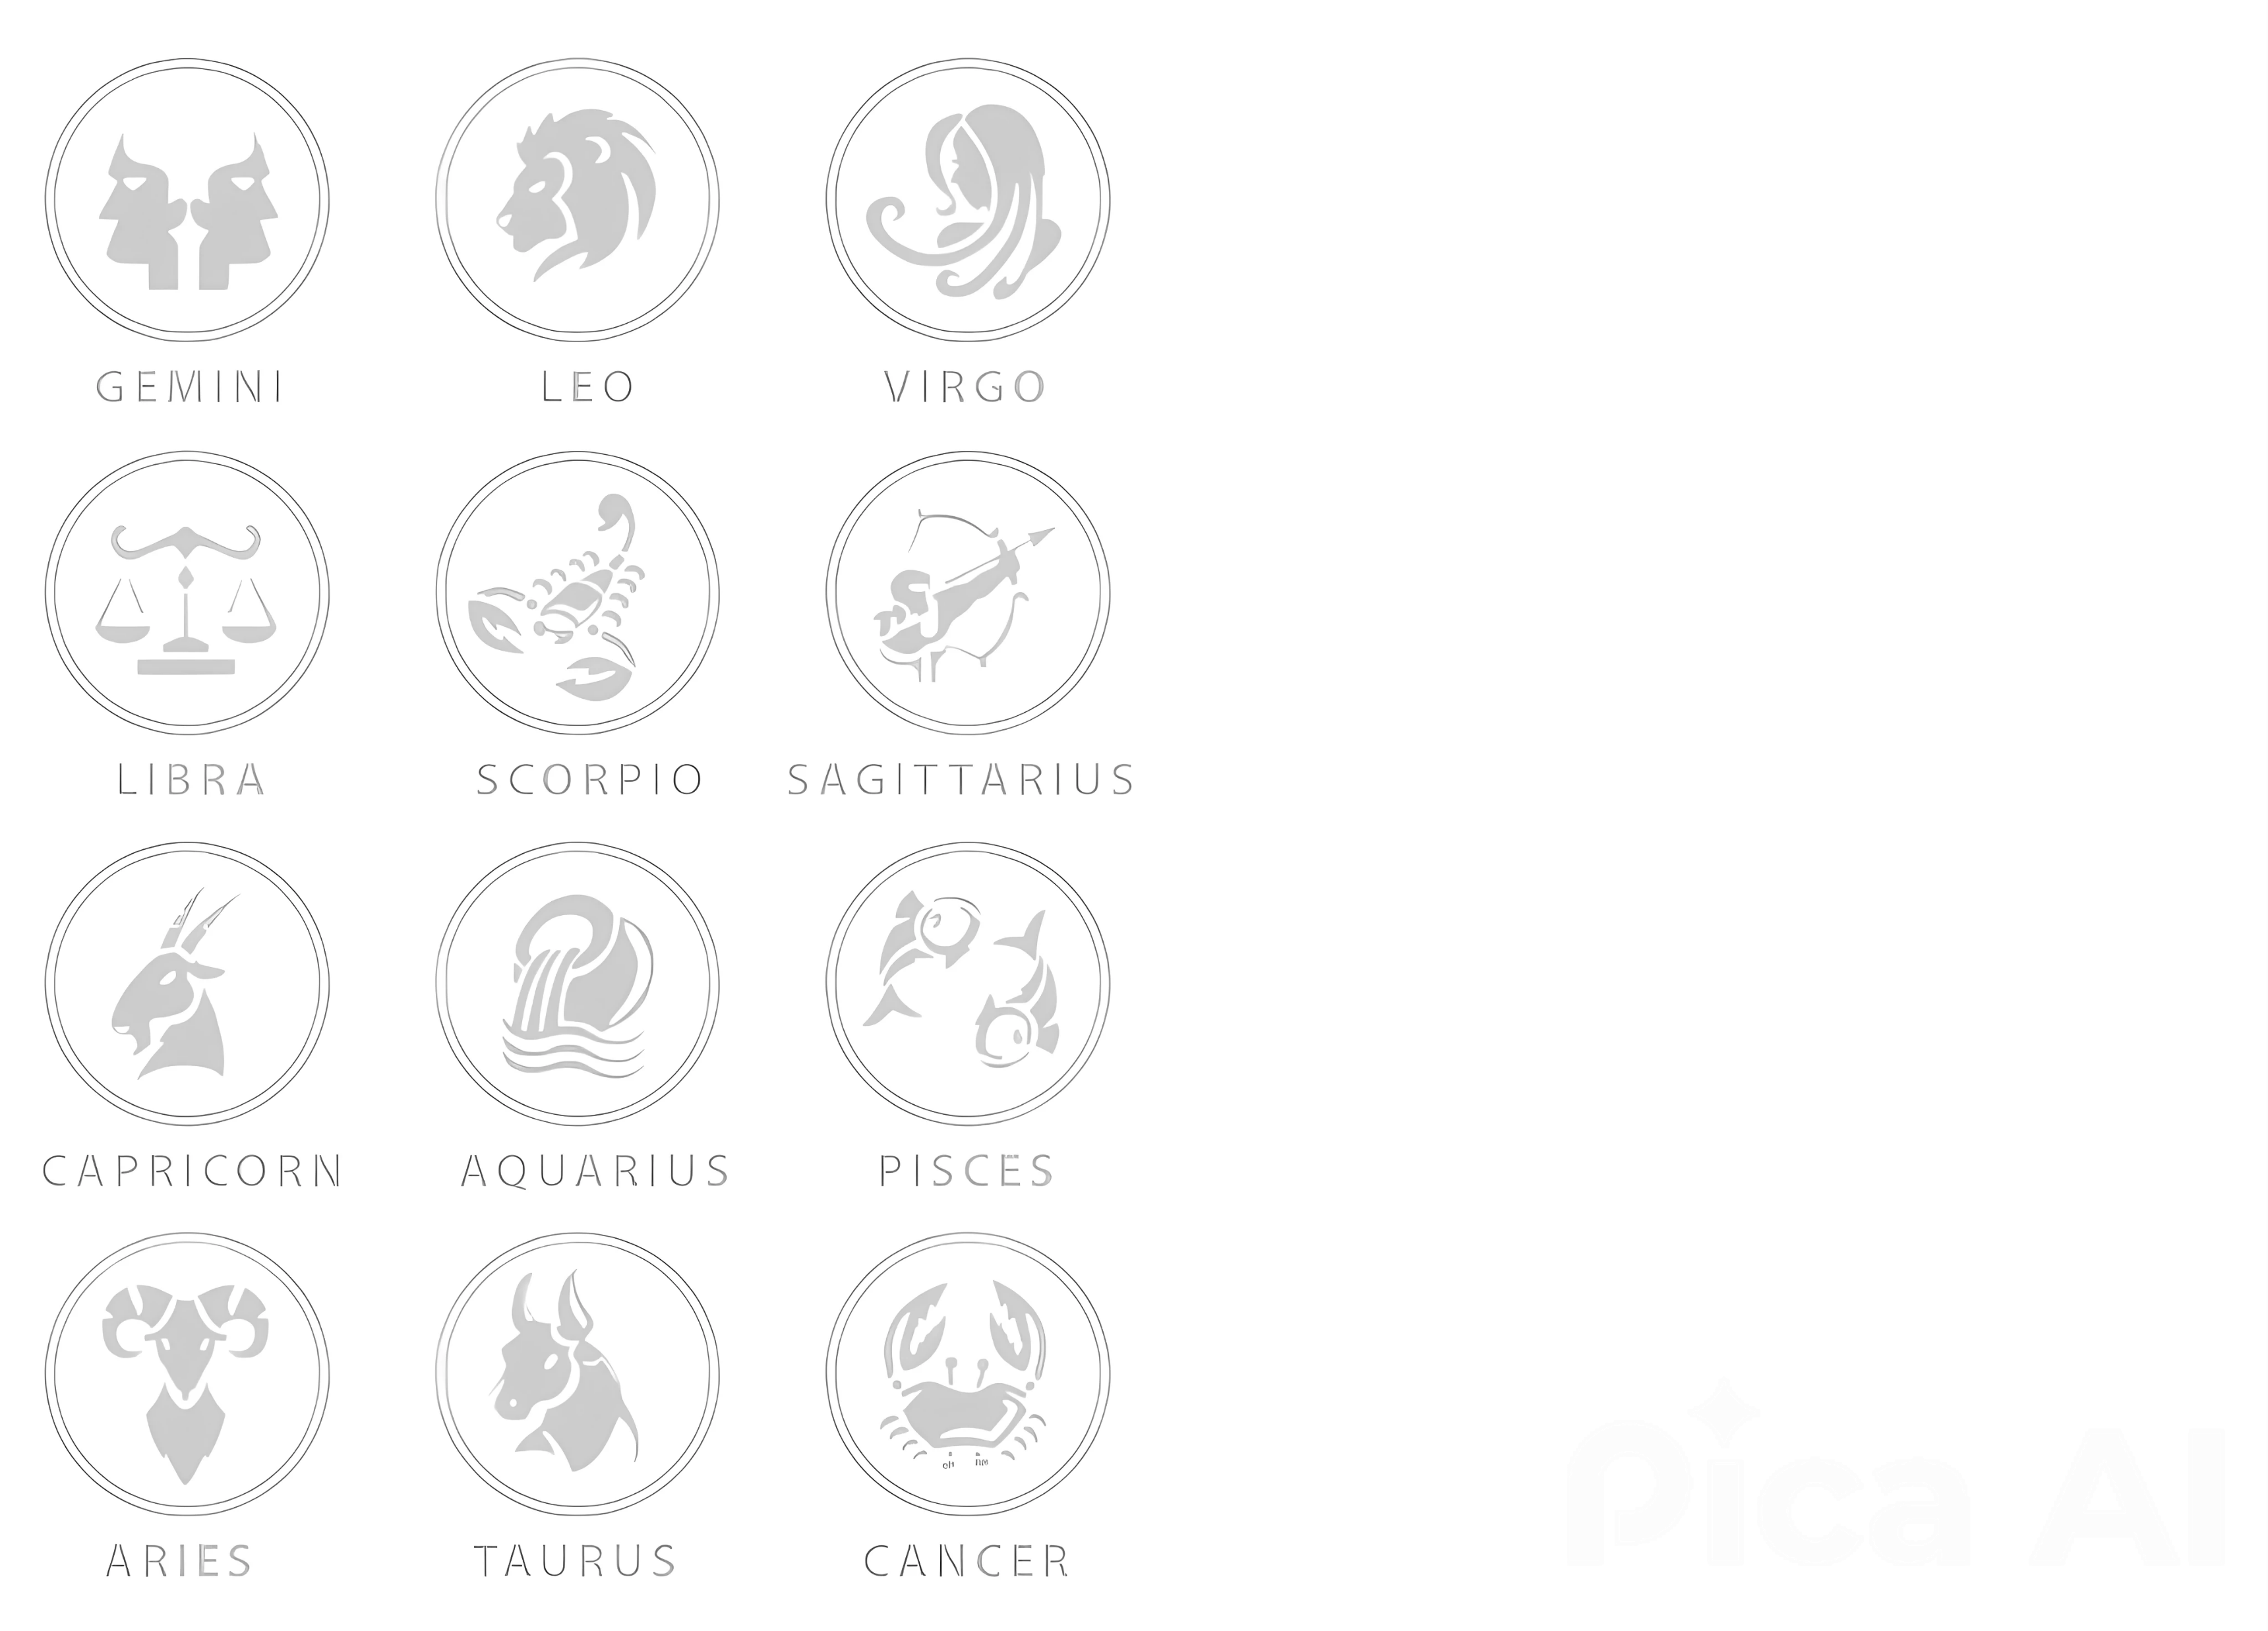 GEMINI LEO VIRGO
LIBRA SCORPIO SAGITTARIUS
CAPRICORN AQUARIUS PISCES
ARIES TAURUS CANCER
Pica AI